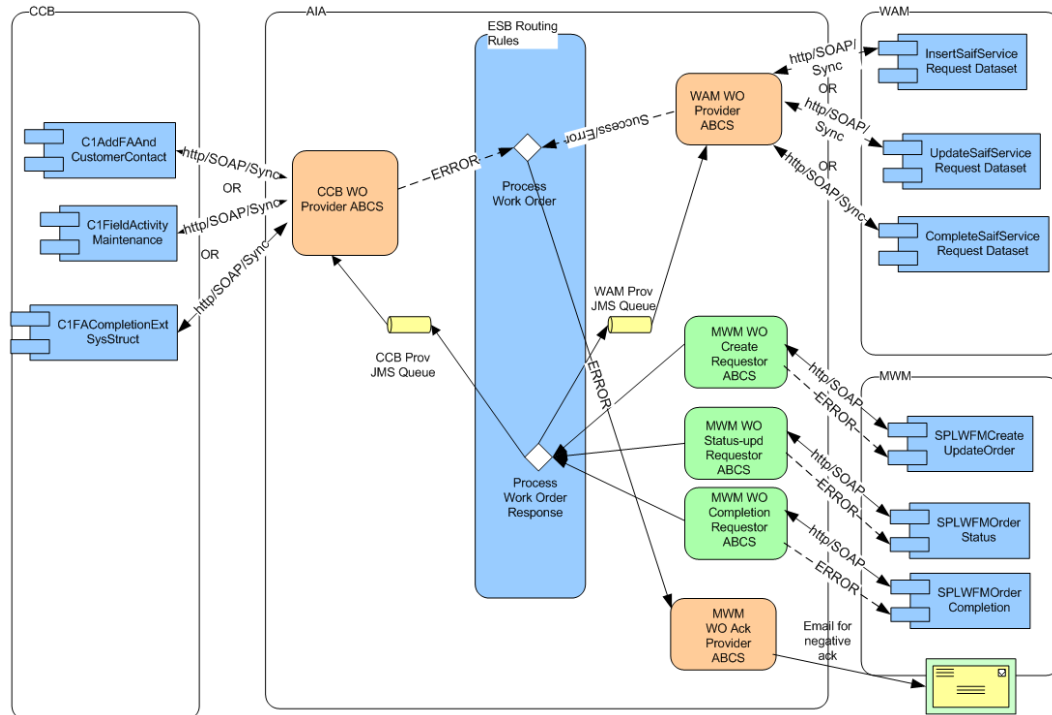 CCB
AIA
WAM
ESB Routing
Rules
InsertSaifService
Request Dataset
http/SOAP/
Sync
OR
WAM WO
Provider
ABCS
Success/Error
http/SOAP/
Sync
UpdateSaifService
Request Dataset
OR
http/SOAP/Sync
CompleteSaifService
Request Dataset
C1AddFAAnd
CustomerContact
http/SOAP/Sync
OR
CCB WO
Provider ABCS
ERROR
Process
Work Order
C1FieldActivity
Maintenance
http/SOAP/Sync
OR
http/SOAP/Sync
C1FACompletionExt
SysStruct
CCB Prov
JMS Queue
WAM Prov
JMS Queue
ERROR
MWM WO
Create
Requestor
ABCS
MWM
http/SOAP
ERROR
SPLWFMCreate
UpdateOrder
MWM WO
Status-upd
Requestor
ABCS
http/SOAP
ERROR
SPLWFMOrder
Status
Process
Work Order
Response
MWM WO
Completion
Requestor
ABCS
http/SOAP
ERROR
SPLWFMOrder
Completion
MWM
WO Ack
Provider
ABCS
Email for
negative
ack